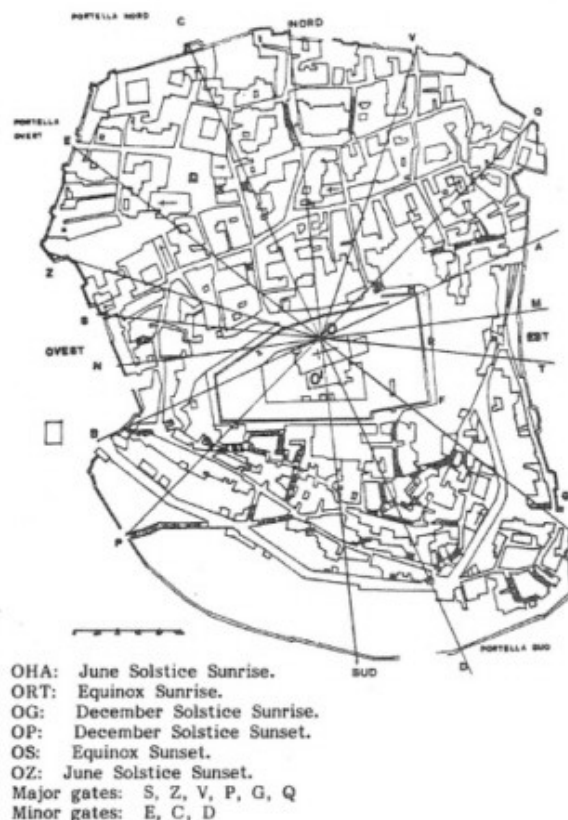 PORTELLA NORD
C
NORD
V
PORTELLA
OVEST
E
Q
Z
A
S
M
OVEST
EST
N
T
R
F
B
G
P
PORTELLA SUD
SUD
D
OHA: June Solstice Sunrise.
ORT: Equinox Sunrise.
OG: December Solstice Sunrise.
OP: December Solstice Sunset.
OS: Equinox Sunset.
OZ: June Solstice Sunset.
Major gates: S, Z, V, P, G, Q
Minor gates: E, C, D